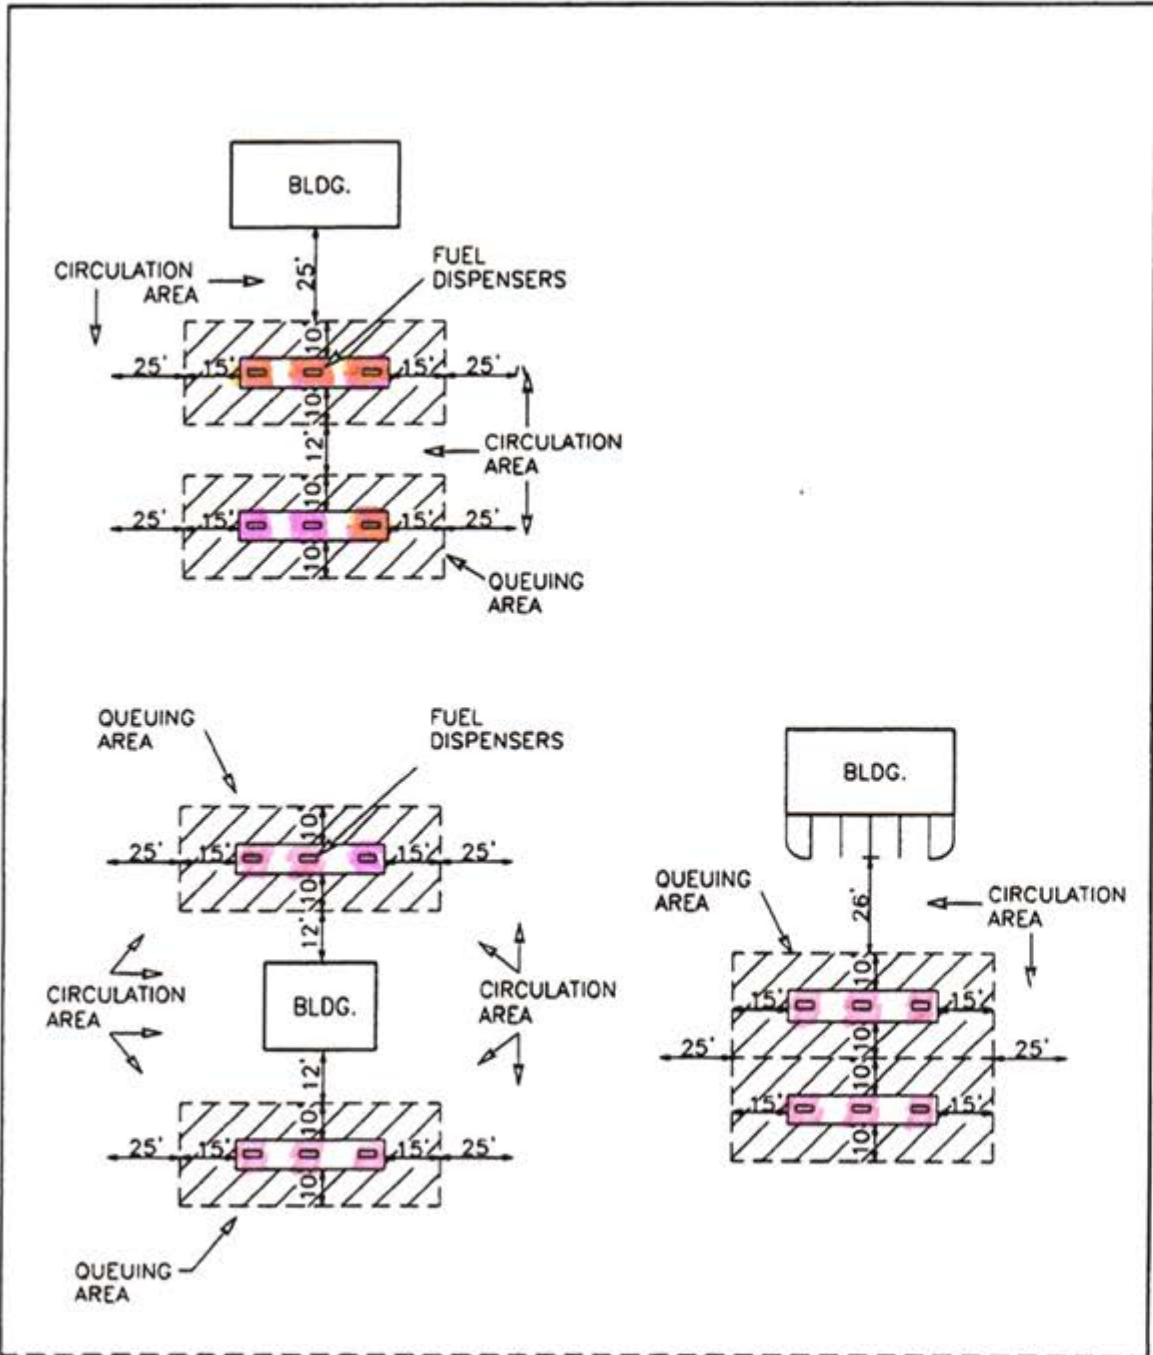 BLDG.
CIRCULATION
AREA
25'
FUEL
DISPENSERS
10'
25'
15'
15'
25'
10'
12'
CIRCULATION
AREA
10'
25'
15'
15'
25'
10'
QUEUING
AREA
QUEUING
AREA
FUEL
DISPENSERS
10'
25'
15'
15'
25'
10'
12'
CIRCULATION
AREA
BLDG.
CIRCULATION
AREA
12'
10'
25'
15'
15'
25'
10'
QUEUING
AREA
BLDG.
QUEUING
AREA
26'
CIRCULATION
AREA
10'
15'
15'
10'
25'
25'
10'
15'
15'
10'